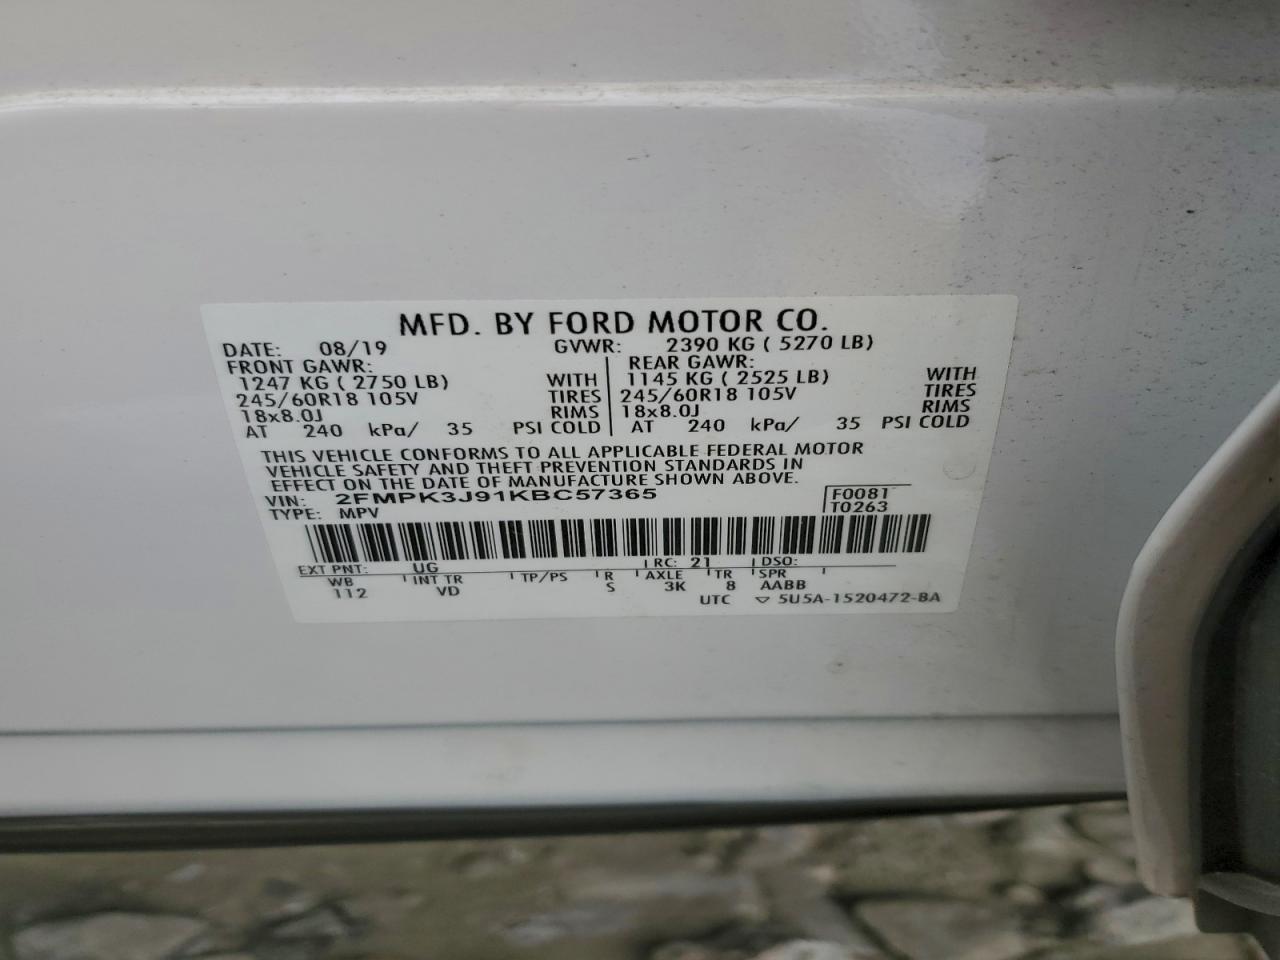 MFD. BY FORD MOTOR CO.
DATE: 08/19 GVWR: 2390 KG ( 5270 LB)
FRONT GAWR: REAR GAWR:
1247 KG ( 2750 LB) WITH 1145 KG ( 2525 LB) WITH
245/60R18 105V TIRES 245/60R18 105V TIRES
18x8.0J RIMS 18x8.0J RIMS
AT 240 kPa/ 35 PSI COLD AT 240 kPa/ 35 PSI COLD
THIS VEHICLE CONFORMS TO ALL APPLICABLE FEDERAL MOTOR
VEHICLE SAFETY AND THEFT PREVENTION STANDARDS IN
EFFECT ON THE DATE OF MANUFACTURE SHOWN ABOVE.
VIN: 2FMPK3J91KBC57365 F0081
TYPE: MPV T0263
EXT PNT: UG RC: 21 DSO:
WB INT TR TP/PS R AXLE TR SPR
112 VD S 3K 8 AABB
UTC ▽ 5U5A-1520472-BA